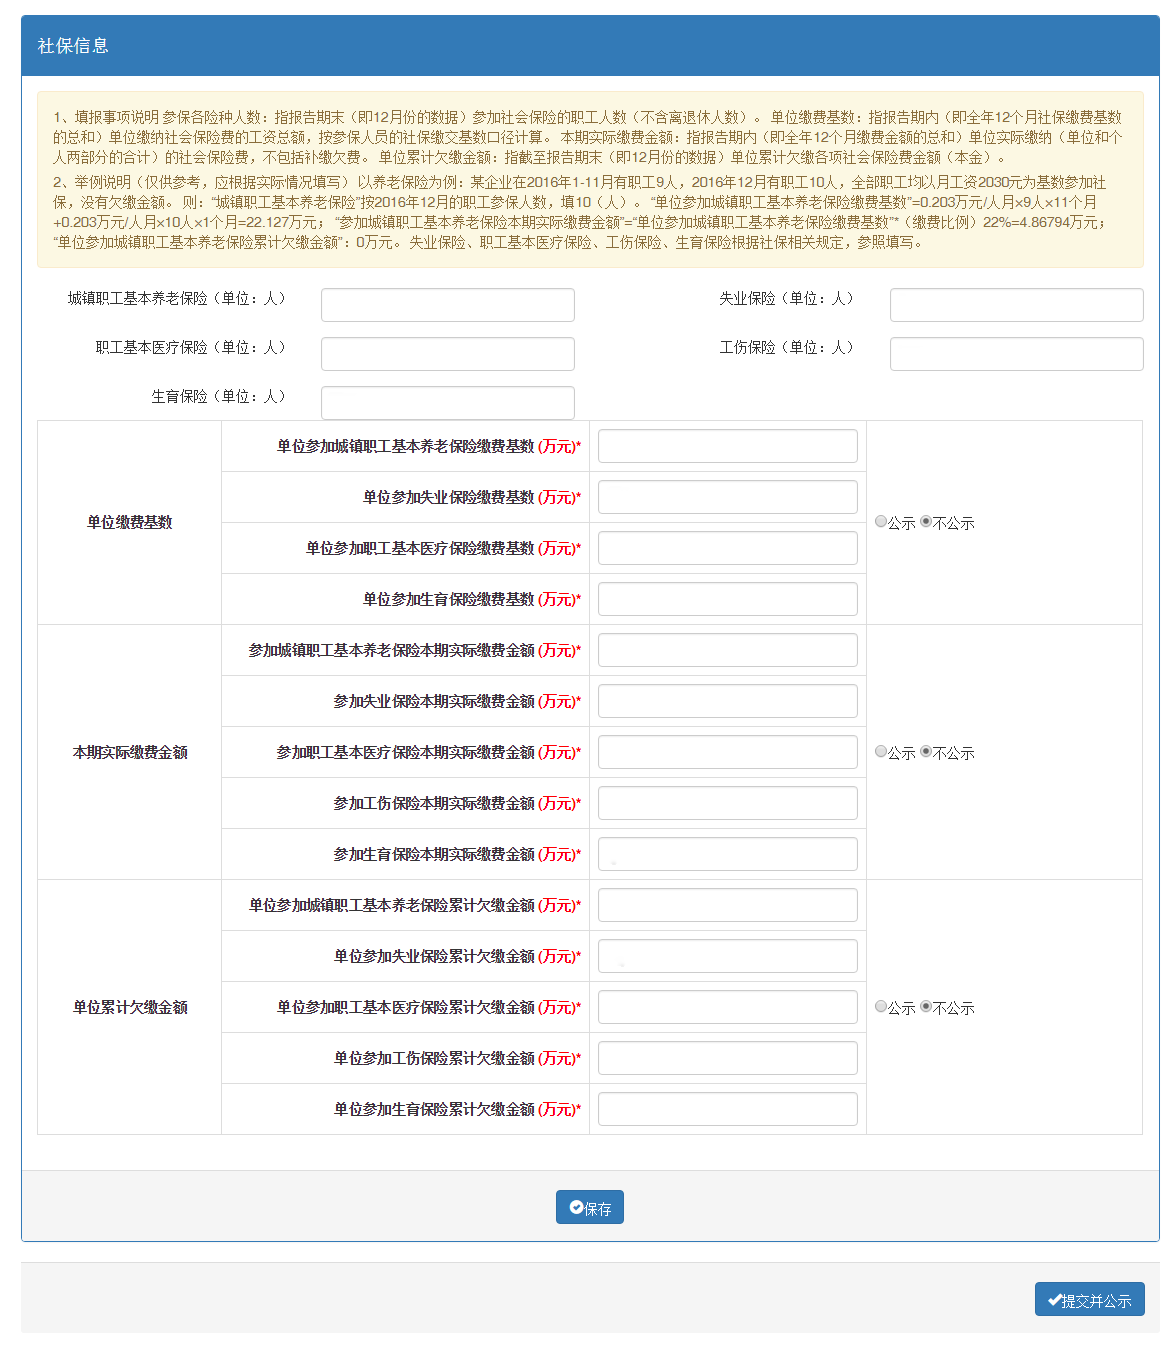 社保信息
1、填报事项说明 参保各险种人数：指报告期末（即12月份的数据）参加社会保险的职工人数（不含离退休人数）。 单位缴费基数：指报告期内（即全年12个月社保缴费基数
的总和）单位缴纳社会保险费的工资总额，按参保人员的社保缴交基数口径计算。 本期实际缴费金额：指报告期内（即全年12个月缴费金额的总和）单位实际缴纳（单位和个
人两部分的合计）的社会保险费，不包括补缴欠费。 单位累计欠缴金额：指截至报告期末（即12月份的数据）单位累计欠缴各项社会保险费金额（本金）。
2、举例说明（仅供参考，应根据实际情况填写） 以养老保险为例：某企业在2016年1-11月有职工9人，2016年12月有职工10人，全部职工均以月工资2030元为基数参加社
保，没有欠缴金额。 则：“城镇职工基本养老保险”按2016年12月的职工参保人数，填10（人）。 “单位参加城镇职工基本养老保险缴费基数”=0.203万元/人月×9人×11个月
+0.203万元/人月×10人×1个月=22.127万元； “参加城镇职工基本养老保险本期实际缴费金额”=“单位参加城镇职工基本养老保险缴费基数”*（缴费比例）22%=4.86794万元；
“单位参加城镇职工基本养老保险累计欠缴金额”：0万元。 失业保险、职工基本医疗保险、工伤保险、生育保险根据社保相关规定，参照填写。
城镇职工基本养老保险（单位：人） 失业保险（单位：人）
职工基本医疗保险（单位：人） 工伤保险（单位：人）
生育保险（单位：人）
单位缴费基数
单位参加城镇职工基本养老保险缴费基数 (万元)*
单位参加失业保险缴费基数 (万元)*
单位参加职工基本医疗保险缴费基数 (万元)*
单位参加生育保险缴费基数 (万元)*
公示 不公示
本期实际缴费金额
参加城镇职工基本养老保险本期实际缴费金额 (万元)*
参加失业保险本期实际缴费金额 (万元)*
参加职工基本医疗保险本期实际缴费金额 (万元)*
参加工伤保险本期实际缴费金额 (万元)*
参加生育保险本期实际缴费金额 (万元)*
公示 不公示
单位累计欠缴金额
单位参加城镇职工基本养老保险累计欠缴金额 (万元)*
单位参加失业保险累计欠缴金额 (万元)*
单位参加职工基本医疗保险累计欠缴金额 (万元)*
单位参加工伤保险累计欠缴金额 (万元)*
单位参加生育保险累计欠缴金额 (万元)*
公示 不公示
保存
提交并公示